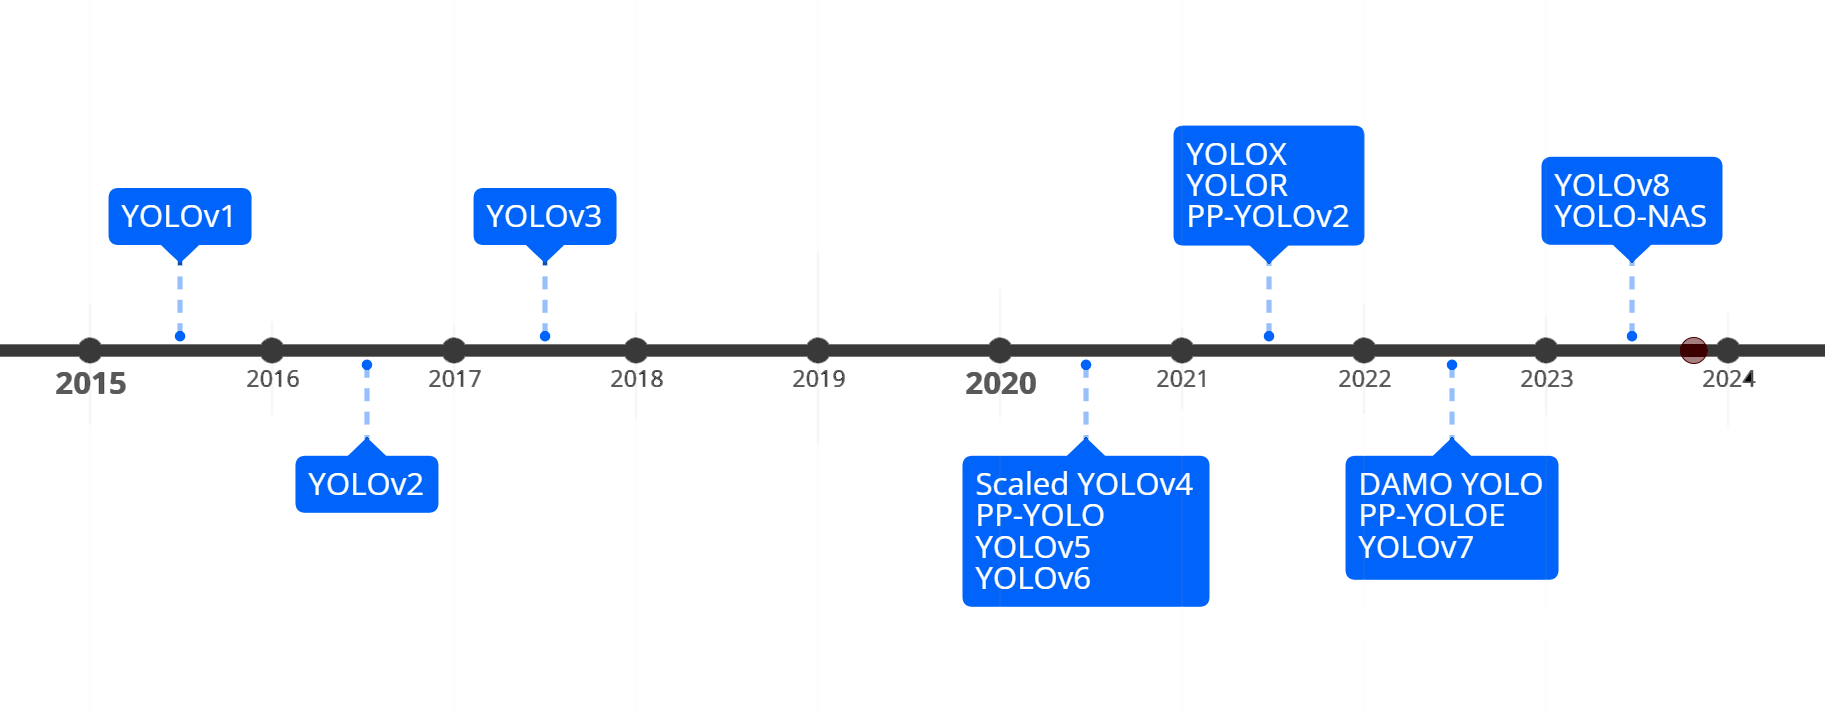 YOLOX
YOLOR
PP-YOLOv2
YOLOv8
YOLO-NAS
YOLOv1
YOLOv3
2015
2016
2017
2018
2019
2020
2021
2022
2023
2024
YOLOv2
Scaled YOLOv4
PP-YOLO
YOLOv5
YOLOv6
DAMO YOLO
PP-YOLOE
YOLOv7